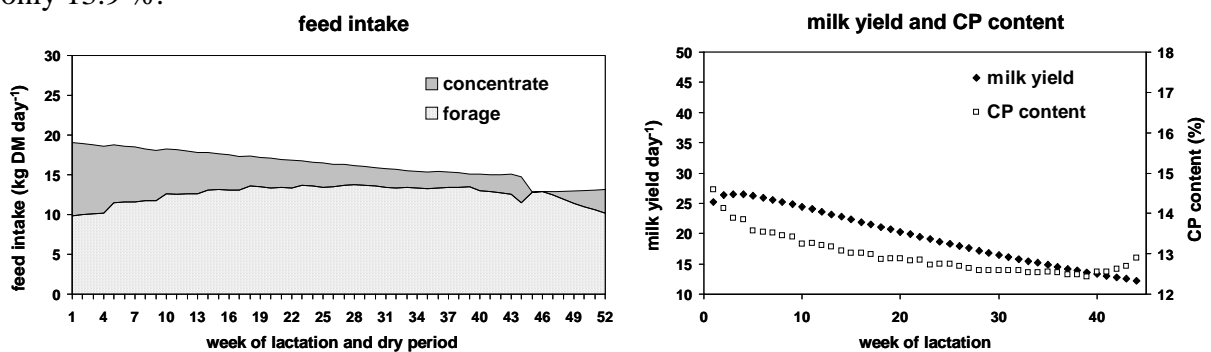 only 13.9 %.
feed intake
milk yield and CP content
30
25
20
15
10
5
0
feed intake (kg DM day-1)
concentrate
forage
1 4 7 10 13 16 19 22 25 28 31 34 37 40 43 46 49 52
week of lactation and dry period
50
45
40
35
30
25
20
15
10
milk yield day-1)
milk yield
CP content
18
17
16
15
14
13
12
CP content (%)
0 10 20 30 40
week of lactation